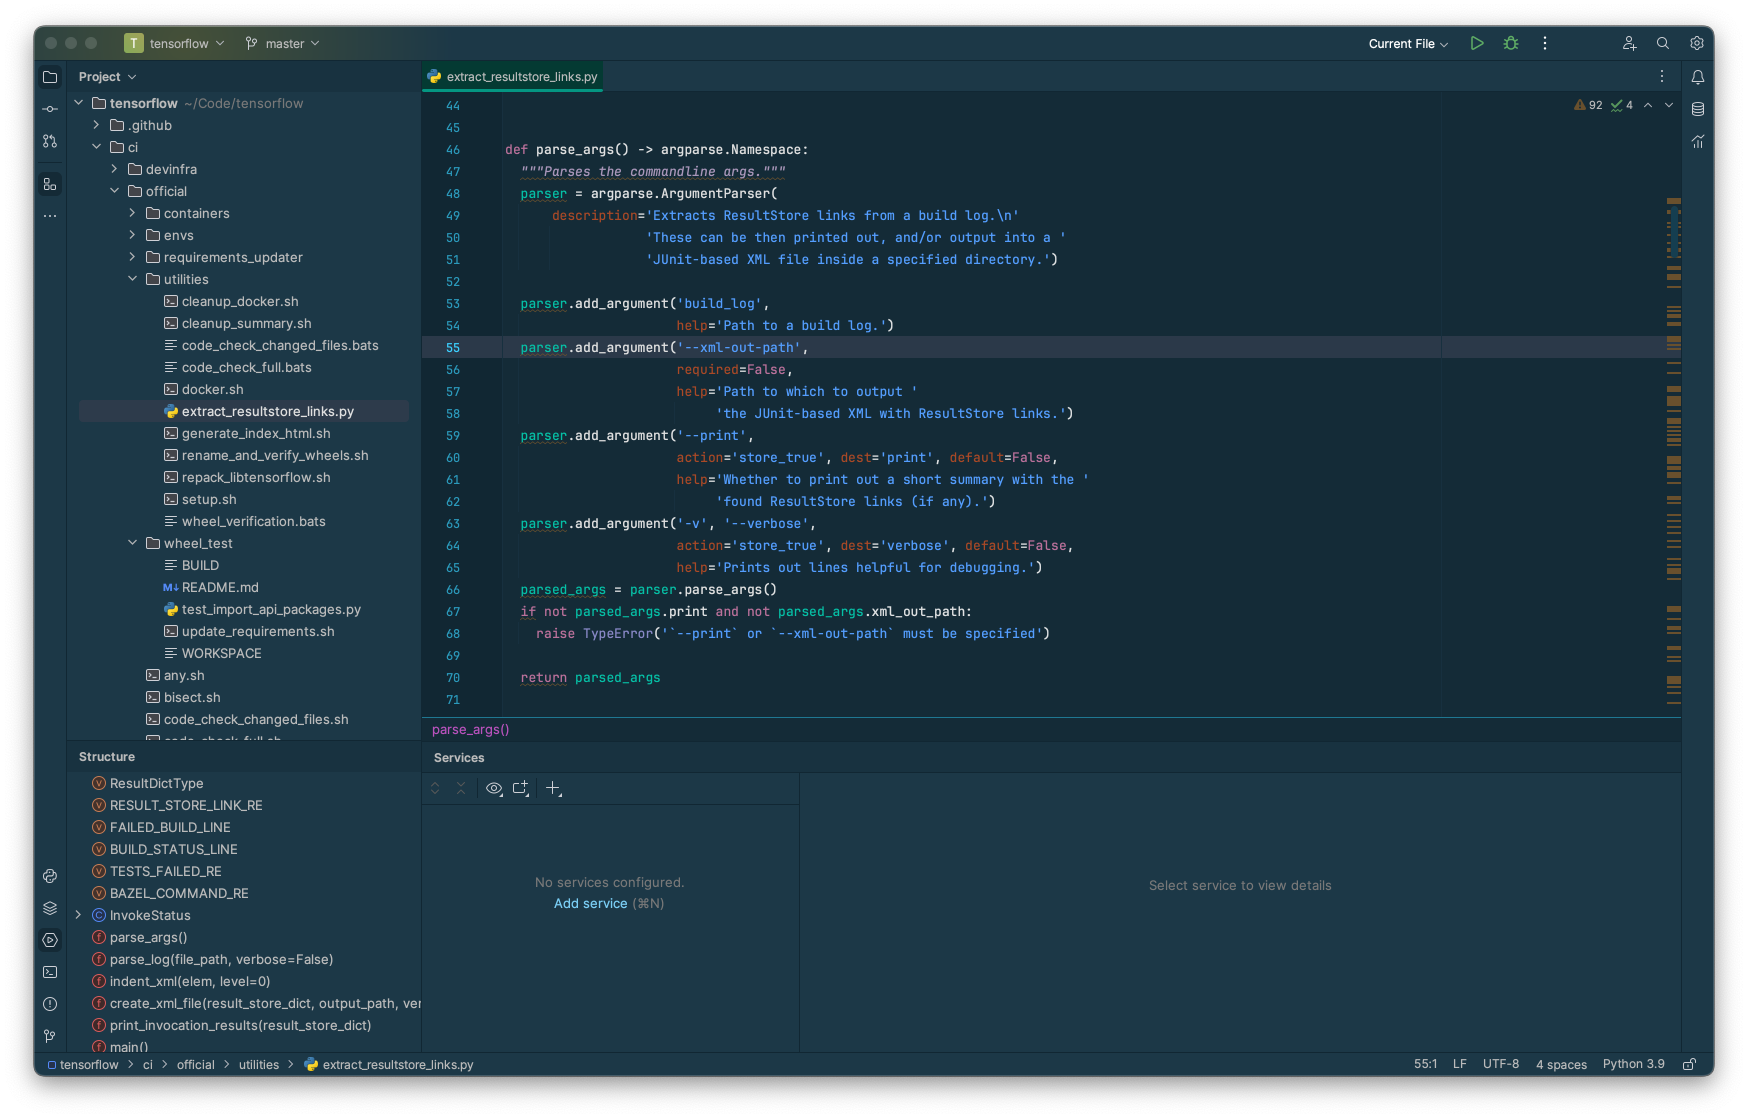 T tensorflow master Current File
Project
tensorflow ~/Code/tensorflow
.github
ci
devinfra
official
containers
envs
requirements_updater
utilities
cleanup_docker.sh
cleanup_summary.sh
code_check_changed_files.bats
code_check_full.bats
docker.sh
extract_resultstore_links.py
generate_index_html.sh
rename_and_verify_wheels.sh
repack_libtensorflow.sh
setup.sh
wheel_verification.bats
wheel_test
BUILD
M↓ README.md
test_import_api_packages.py
update_requirements.sh
WORKSPACE
any.sh
bisect.sh
code_check_changed_files.sh
code_check_full.sh
extract_resultstore_links.py
92 4
44
45
46 def parse_args() -> argparse.Namespace:
47 """Parses the commandline args."""
48 parser = argparse.ArgumentParser(
49 description='Extracts ResultStore links from a build log.\n'
50 'These can be then printed out, and/or output into a '
51 'JUnit-based XML file inside a specified directory.')
52
53 parser.add_argument('build_log',
54 help='Path to a build log.')
55 parser.add_argument('--xml-out-path',
56 required=False,
57 help='Path to which to output '
58 'the JUnit-based XML with ResultStore links.')
59 parser.add_argument('--print',
60 action='store_true', dest='print', default=False,
61 help='Whether to print out a short summary with the '
62 'found ResultStore links (if any).')
63 parser.add_argument('-v', '--verbose',
64 action='store_true', dest='verbose', default=False,
65 help='Prints out lines helpful for debugging.')
66 parsed_args = parser.parse_args()
67 if not parsed_args.print and not parsed_args.xml_out_path:
68 raise TypeError('`--print` or `--xml-out-path` must be specified')
69
70 return parsed_args
71
parse_args()
Structure
V ResultDictType
V RESULT_STORE_LINK_RE
V FAILED_BUILD_LINE
V BUILD_STATUS_LINE
V TESTS_FAILED_RE
V BAZEL_COMMAND_RE
C InvokeStatus
f parse_args()
f parse_log(file_path, verbose=False)
f indent_xml(elem, level=0)
f create_xml_file(result_store_dict, output_path, ver
f print_invocation_results(result_store_dict)
f main()
Services
No services configured.
Add service (⌘N)
Select service to view details
tensorflow > ci > official > utilities > extract_resultstore_links.py
55:1 LF UTF-8 4 spaces Python 3.9